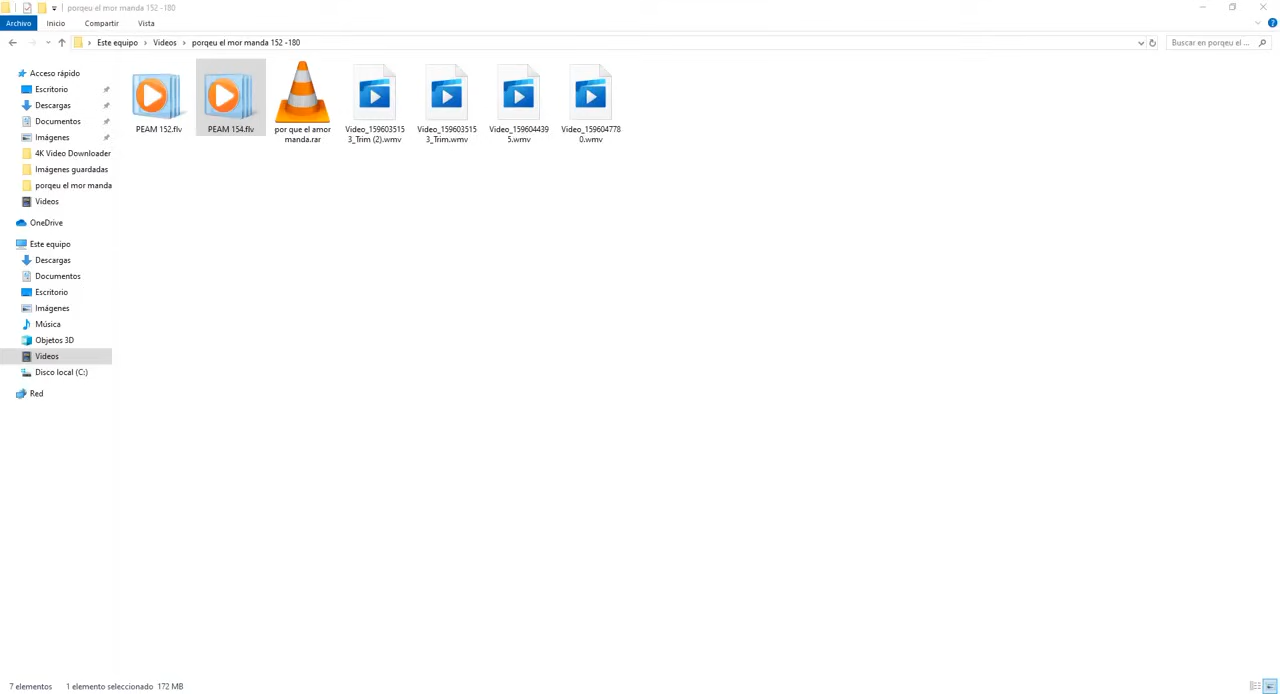 porqeu el mor manda 152 -180
Archivo Inicio Compartir Vista
Este equipo Videos porqeu el mor manda 152 -180
Buscar en porqeu el ...
Acceso rápido
Escritorio
Descargas
Documentos
Imágenes
4K Video Downloader
Imágenes guardadas
porqeu el mor manda
Videos
OneDrive
Este equipo
Descargas
Documentos
Escritorio
Imágenes
Música
Objetos 3D
Videos
Disco local (C:)
Red
PEAM 152.flv
PEAM 154.flv
por que el amor
manda.rar
Video_159603515
3_Trim (2).wmv
Video_159603515
3_Trim.wmv
Video_159604439
5.wmv
Video_159604778
0.wmv
7 elementos 1 elemento seleccionado 172 MB